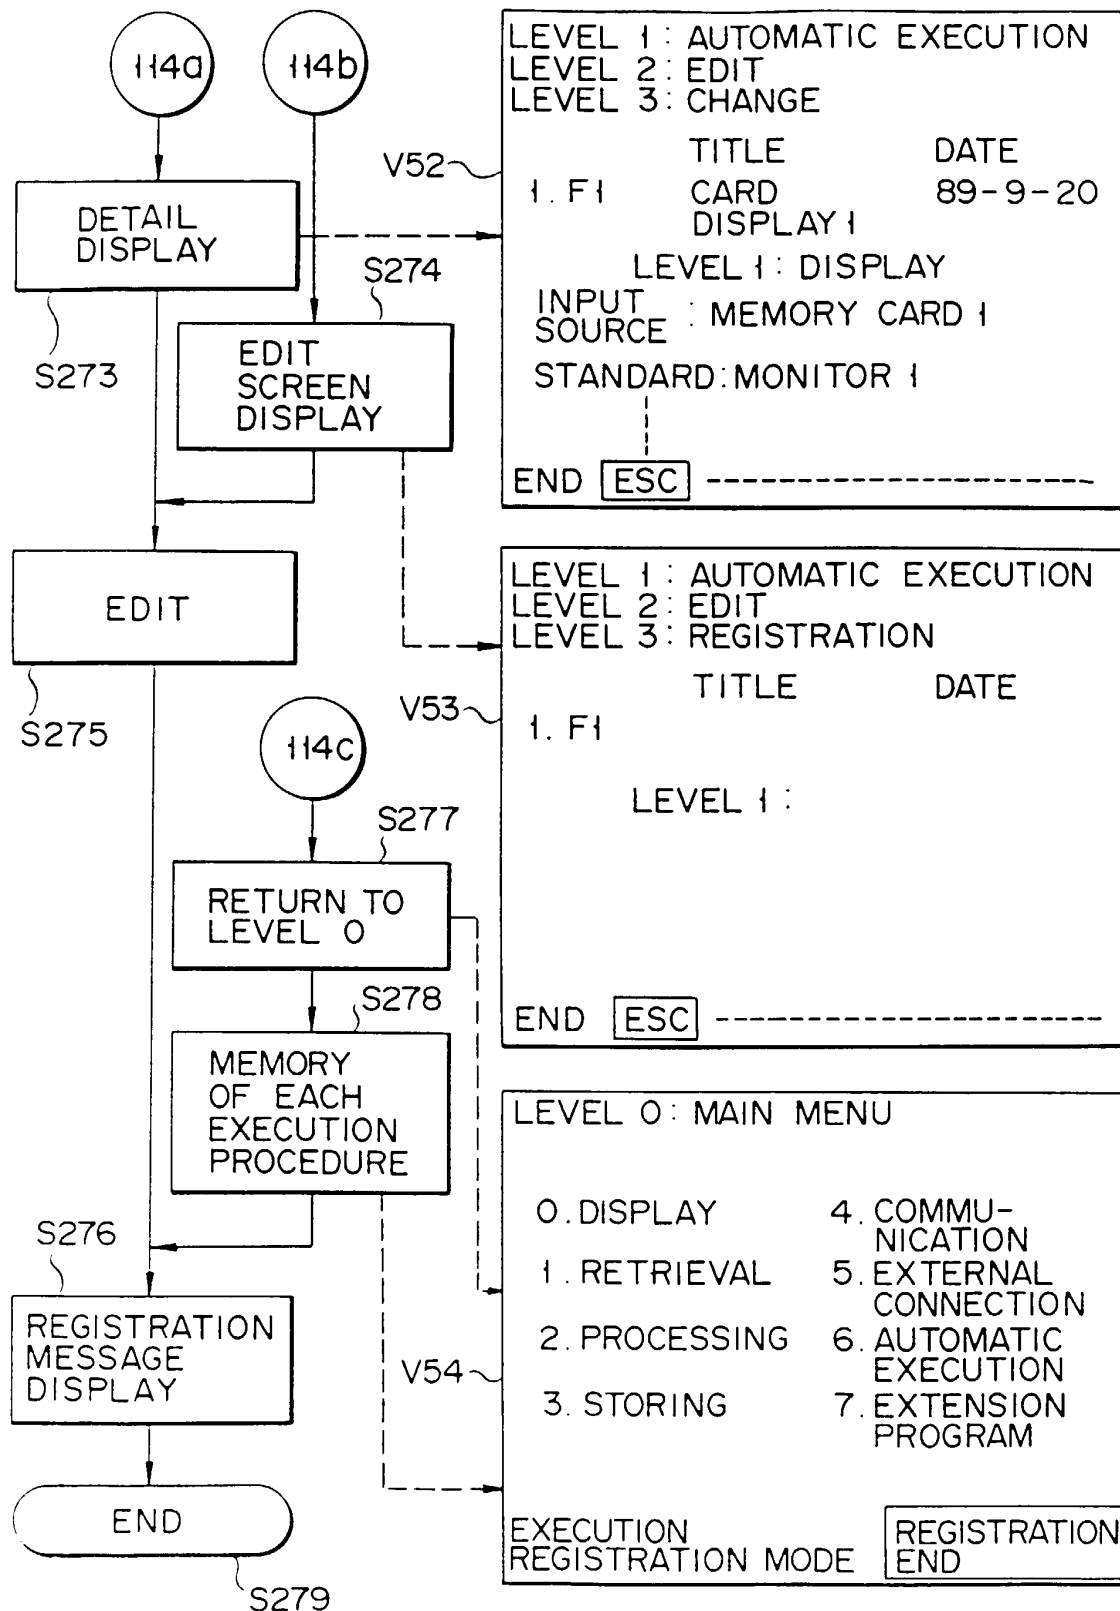 114a
114b
DETAIL
DISPLAY
S273
S274
EDIT
SCREEN
DISPLAY
EDIT
S275
114c
S277
RETURN TO
LEVEL 0
S278
MEMORY
OF EACH
EXECUTION
PROCEDURE
S276
REGISTRATION
MESSAGE
DISPLAY
END
S279
V52
LEVEL 1: AUTOMATIC EXECUTION
LEVEL 2: EDIT
LEVEL 3: CHANGE
TITLE DATE
1. F1 CARD 89-9-20
DISPLAY 1
LEVEL 1: DISPLAY
INPUT
SOURCE : MEMORY CARD 1
STANDARD: MONITOR 1
END ESC
V53
LEVEL 1: AUTOMATIC EXECUTION
LEVEL 2: EDIT
LEVEL 3: REGISTRATION
TITLE DATE
1. F1
LEVEL 1:
END ESC
V54
LEVEL 0: MAIN MENU
0. DISPLAY 4. COMMU-
NICATION
1. RETRIEVAL 5. EXTERNAL
CONNECTION
2. PROCESSING 6. AUTOMATIC
EXECUTION
3. STORING 7. EXTENSION
PROGRAM
EXECUTION
REGISTRATION MODE
REGISTRATION
END